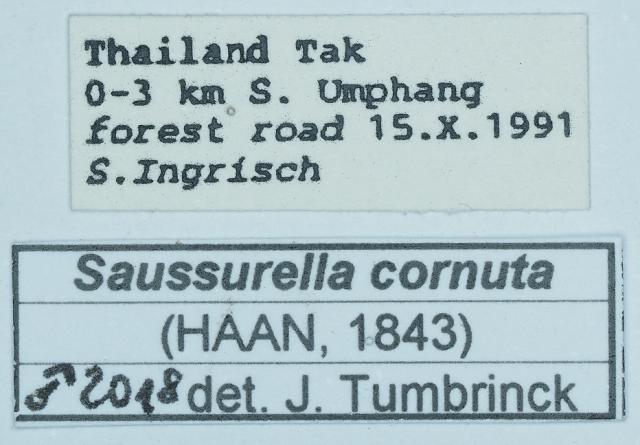 Thailand Tak
0-3 km S. Umphang
forest road 15.X.1991
S.Ingrisch
Saussurella cornuta
(HAAN, 1843)
♂2018 det. J. Tumbrinck